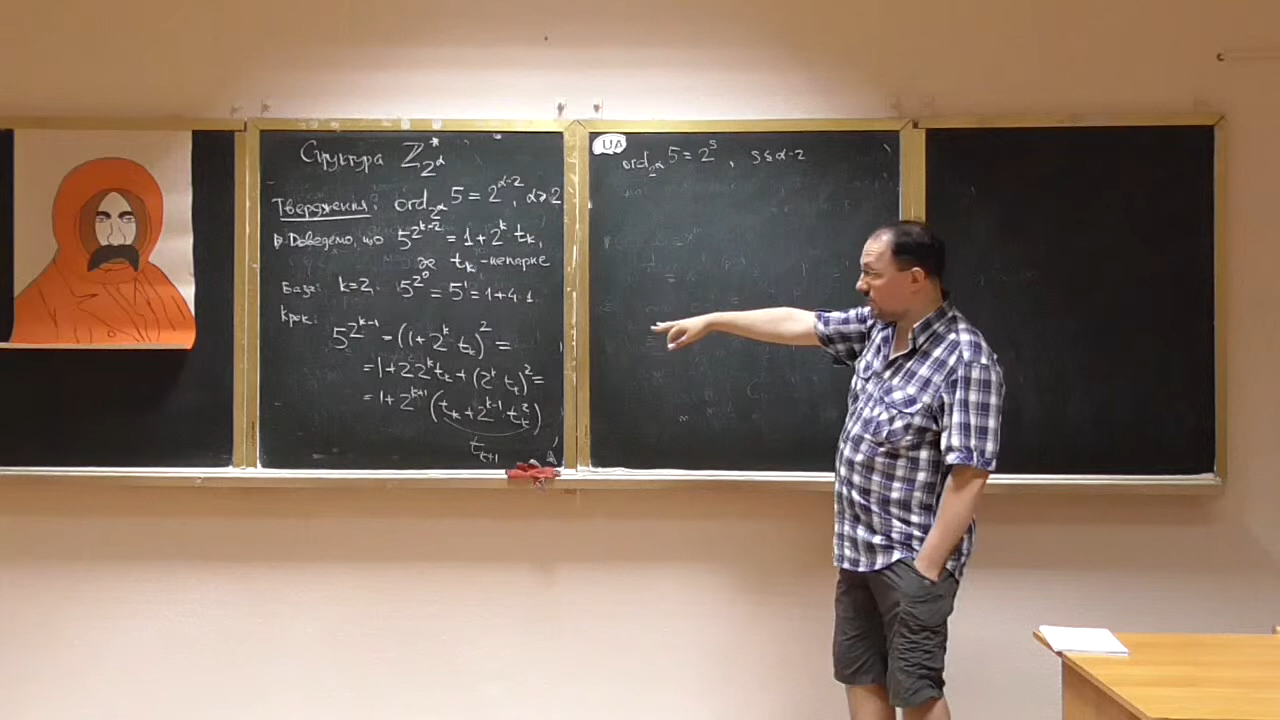 Структура ℤ*_{2^α}
Твердження: ord_{2^α} 5 = 2^{α-2}, α ≥ 2
▷ Доведемо, що 5^{2^{k-2}} = 1 + 2^k t_k,
де t_k - непарне
База: k = 2. 5^{2^0} = 5^1 = 1 + 4·1
Крок:
5^{2^{k-1}} = (1 + 2^k · t_k)^2 =
= 1 + 2 2^k t_k + (2^k · t_k)^2 =
= 1 + 2^{k+1} (t_k + 2^{k-1} · t_k^2)
t_{k+1}
UA
ord_{2^α} 5 = 2^s, s ≤ α-2